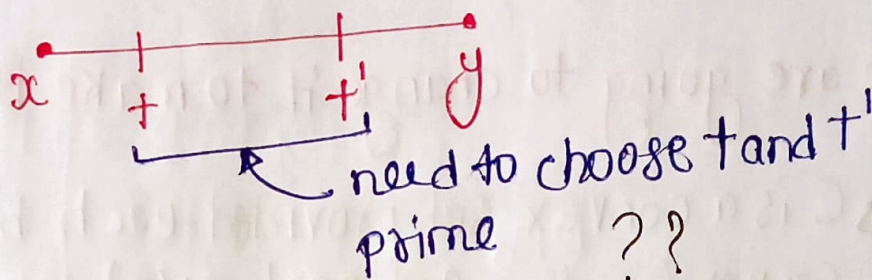 x t t' y
need to choose t and t'
prime ??